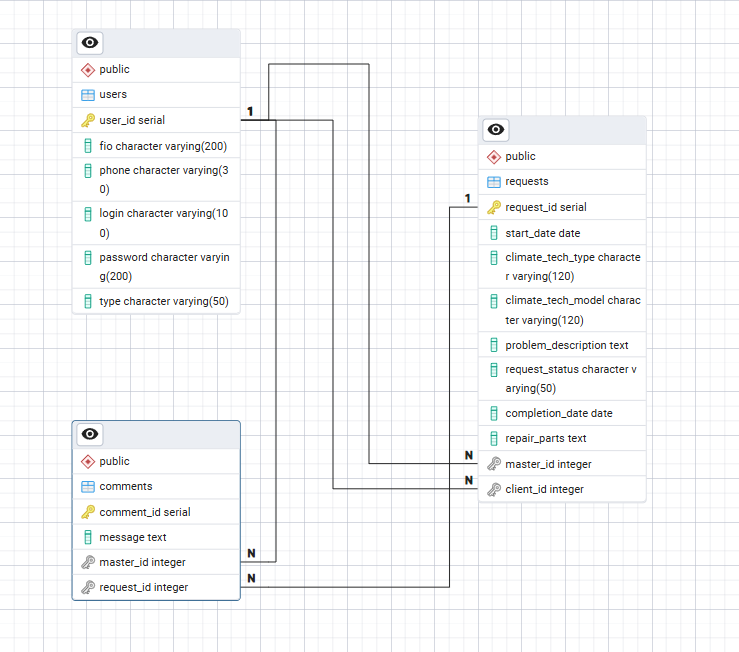 public
users
1
user_id serial
fio character varying(200)
phone character varying(3
0)
login character varying(10
0)
password character varyin
g(200)
type character varying(50)
public
requests
1
request_id serial
start_date date
climate_tech_type characte
r varying(120)
climate_tech_model charac
ter varying(120)
problem_description text
request_status character v
arying(50)
completion_date date
repair_parts text
N
master_id integer
N
client_id integer
public
comments
comment_id serial
message text
master_id integer
N
request_id integer
N